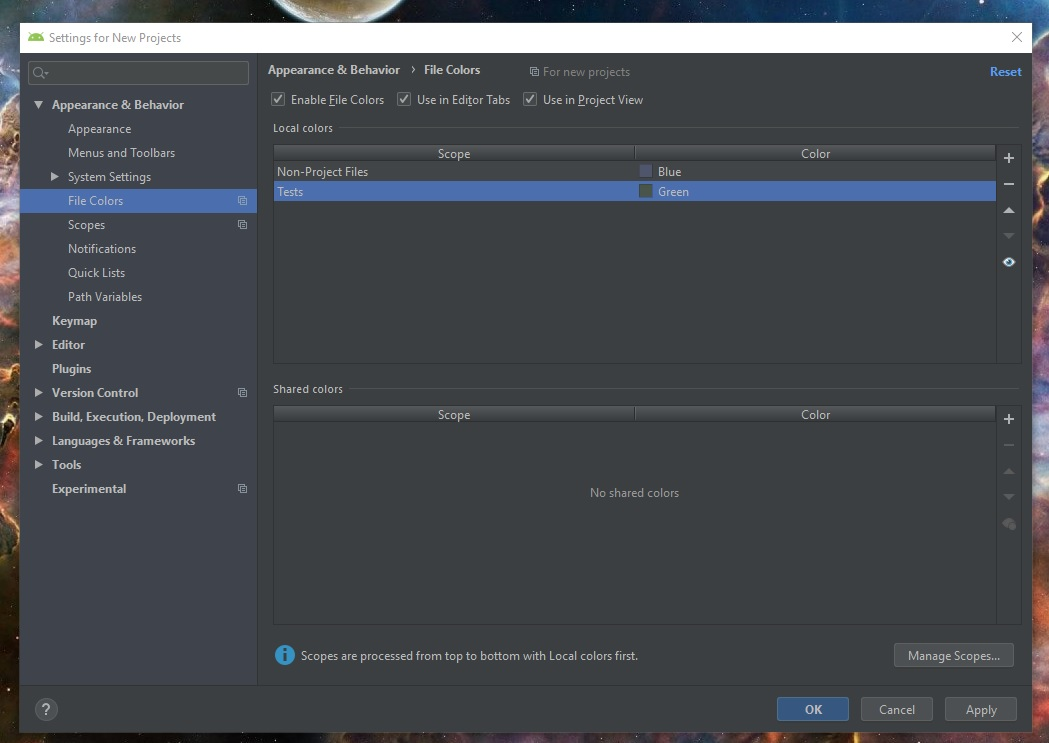 Settings for New Projects
Appearance & Behavior › File Colors
For new projects
Reset
Appearance & Behavior
Appearance
Menus and Toolbars
System Settings
File Colors
Scopes
Notifications
Quick Lists
Path Variables
Keymap
Editor
Plugins
Version Control
Build, Execution, Deployment
Languages & Frameworks
Tools
Experimental
Enable File Colors Use in Editor Tabs Use in Project View
Local colors
Scope Color
Non-Project Files Blue
Tests Green
Shared colors
Scope Color
No shared colors
Scopes are processed from top to bottom with Local colors first.
Manage Scopes...
?
OK Cancel Apply